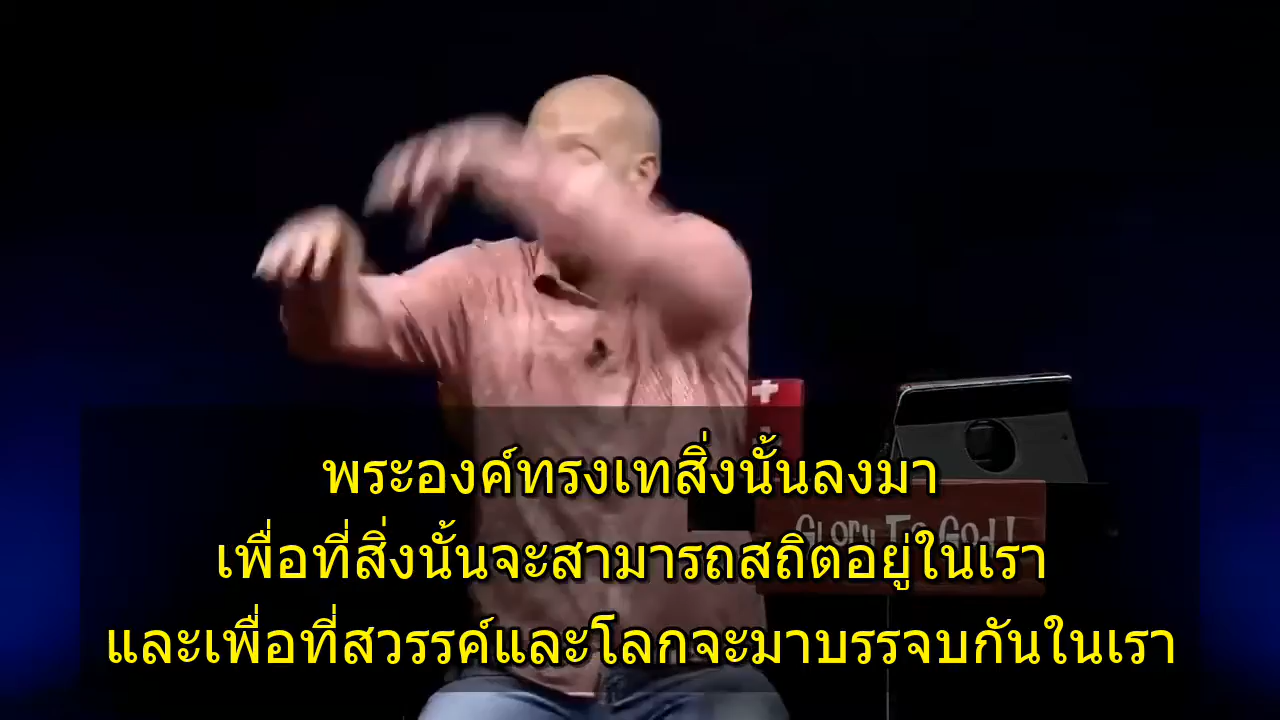 พระองค์ทรงเทสิ่งนั้นลงมา
เพื่อที่สิ่งนั้นจะสามารถสถิตอยู่ในเรา
และเพื่อที่สวรรค์และโลกจะมาบรรจบกันในเรา
Glory To God!